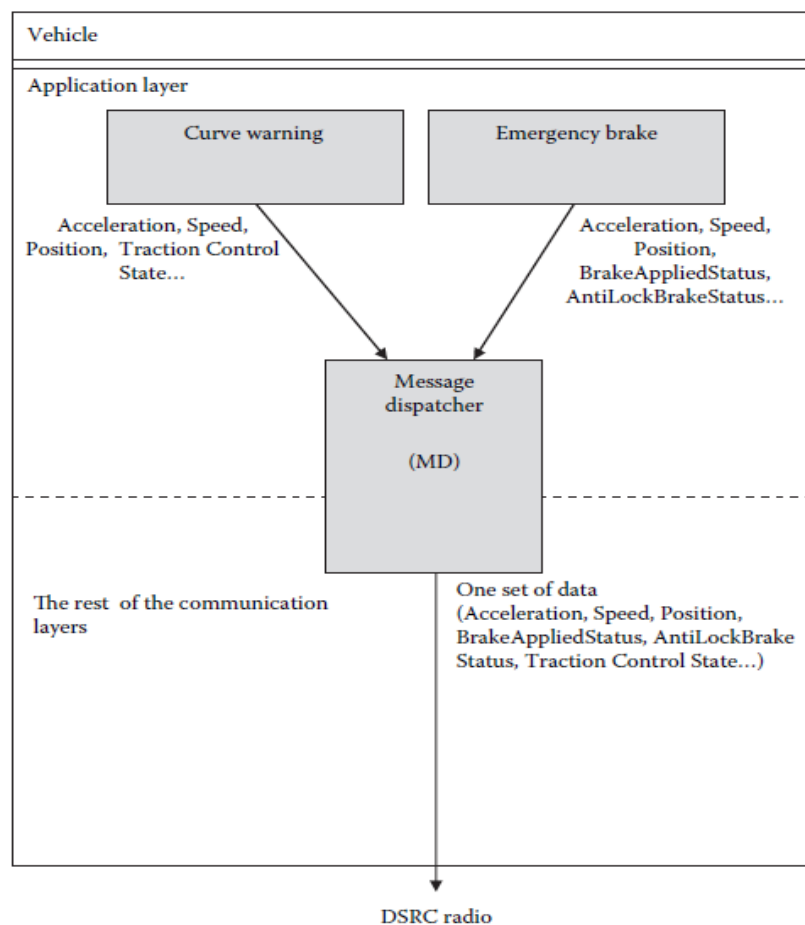 Vehicle
Application layer
Curve warning
Emergency brake
Acceleration, Speed,
Position, Traction Control
State...
Acceleration, Speed,
Position,
BrakeAppliedStatus,
AntiLockBrakeStatus...
Message
dispatcher
(MD)
The rest of the communication
layers
One set of data
(Acceleration, Speed, Position,
BrakeAppliedStatus, AntiLockBrake
Status, Traction Control State...)
DSRC radio